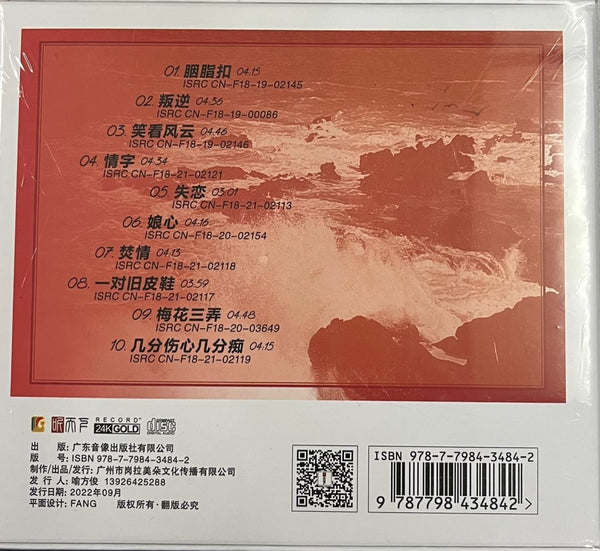 01. 胭脂扣 04:15
ISRC CN-F18-19-02145
02. 叛逆 04:36
ISRC CN-F18-19-00086
03. 笑看风云 04:46
ISRC CN-F18-19-02146
04. 情字 04:34
ISRC CN-F18-21-02121
05. 失恋 03:01
ISRC CN-F18-21-02113
06. 娘心 04:16
ISRC CN-F18-20-02154
07. 焚情 04:13
ISRC CN-F18-21-02118
08. 一对旧皮鞋 03:59
ISRC CN-F18-21-02117
09. 梅花三弄 04:48
ISRC CN-F18-20-03649
10. 几分伤心几分痴 04:15
ISRC CN-F18-21-02119
RECORD™
24K GOLD
COMPACT
disc
出 版: 广东音像出版社有限公司
版 号: ISBN 978-7-7984-3484-2
制作/出品/发行: 广州市岗拉美朵文化传播有限公司
发 行 人: 喻方俊 13926425288
发行日期: 2022年09月
平面设计: FANG 版权所有·翻版必究
ISBN 978-7-7984-3484-2
9 787798 434842 >